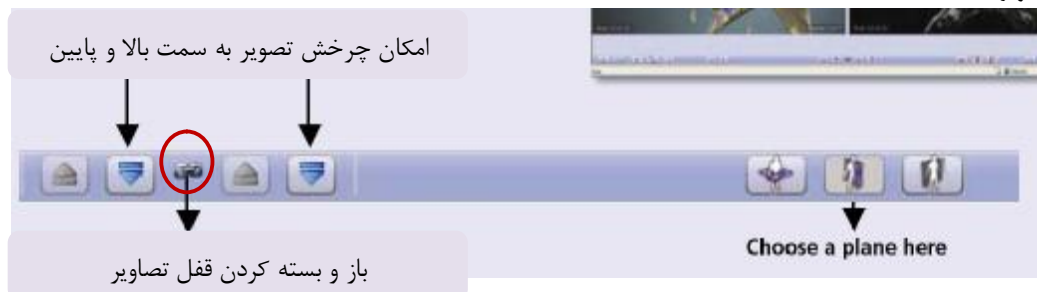 امکان چرخش تصویر به سمت بالا و پایین
Choose a plane here
باز و بسته کردن قفل تصاویر